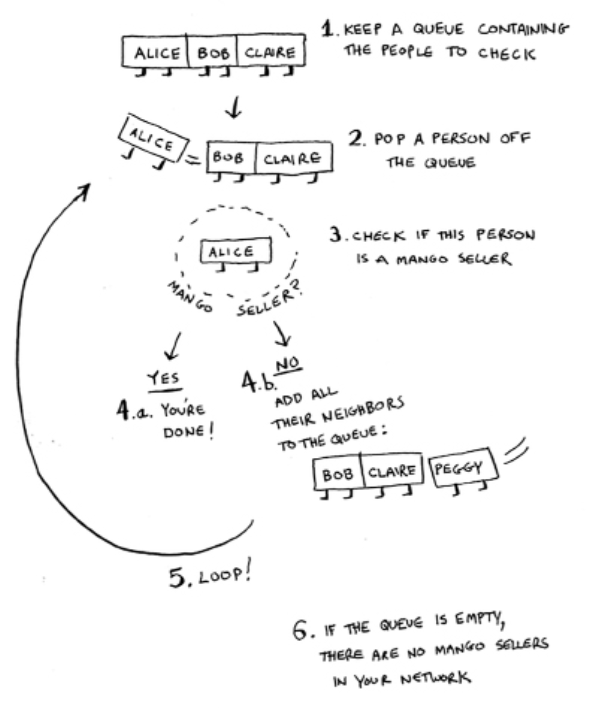 1. KEEP A QUEUE CONTAINING
THE PEOPLE TO CHECK
ALICE BOB CLAIRE
ALICE
BOB CLAIRE
2. POP A PERSON OFF
THE QUEUE
3. CHECK IF THIS PERSON
IS A MANGO SELLER
ALICE
MANGO SELLER?
YES
4.a. YOU'RE
DONE!
NO
4.b.
ADD ALL
THEIR NEIGHBORS
TO THE QUEUE:
BOB CLAIRE PEGGY
5. LOOP!
6. IF THE QUEUE IS EMPTY,
THERE ARE NO MANGO SELLERS
IN YOUR NETWORK